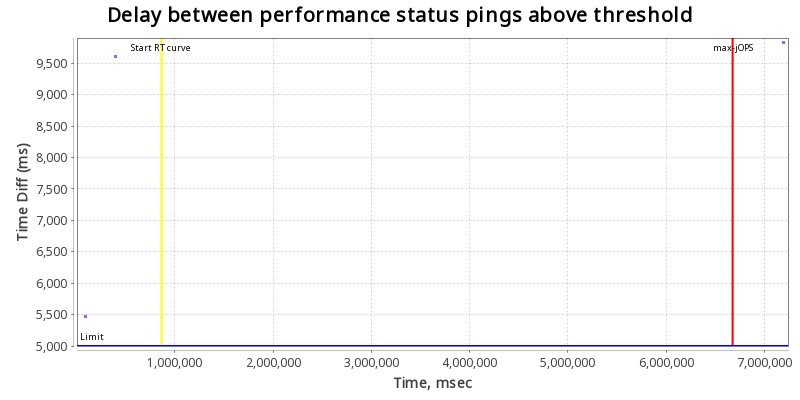 Delay between performance status pings above threshold
Start RT curve
max-jOPS
9,500
9,000
8,500
8,000
7,500
7,000
6,500
6,000
5,500
5,000
Time Diff (ms)
Limit
1,000,000
2,000,000
3,000,000
4,000,000
5,000,000
6,000,000
7,000,000
Time, msec